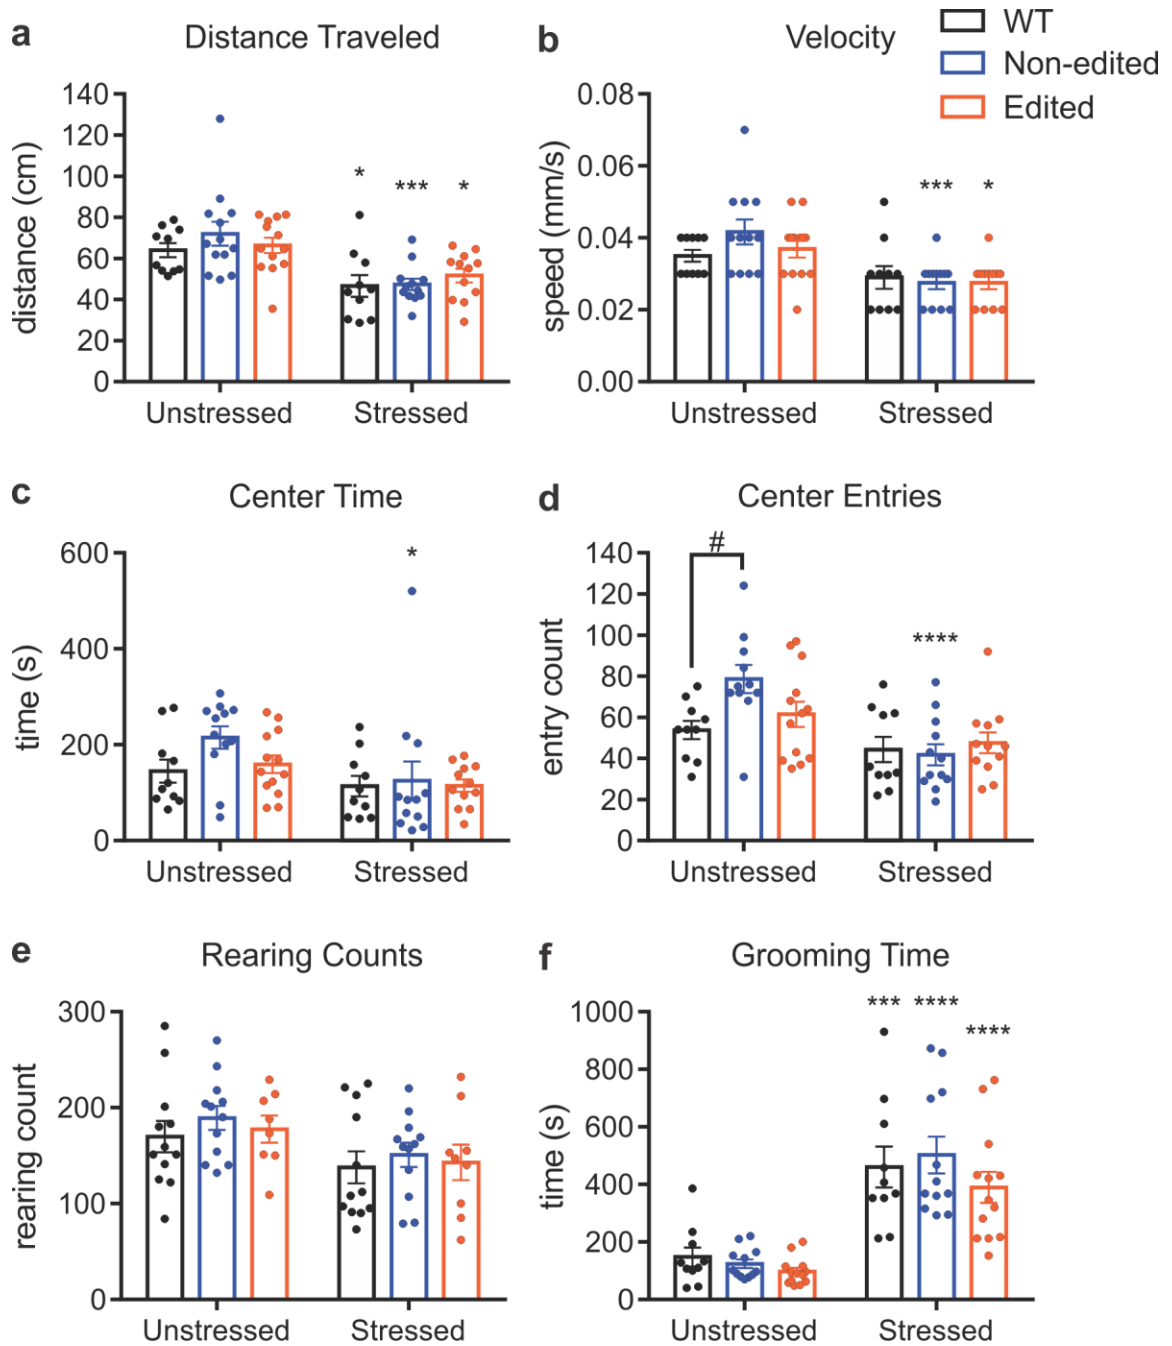 a Distance Traveled
distance (cm)
140
120
100
80
60
40
20
0
* *** *
Unstressed Stressed
b Velocity
WT
Non-edited
Edited
speed (mm/s)
0.08
0.06
0.04
0.02
0.00
*** *
Unstressed Stressed
c Center Time
time (s)
600
400
200
0
*
Unstressed Stressed
d Center Entries
entry count
140
120
100
80
60
40
20
0
#
****
Unstressed Stressed
e Rearing Counts
rearing count
300
200
100
0
Unstressed Stressed
f Grooming Time
time (s)
1000
800
600
400
200
0
*** ****
****
Unstressed Stressed